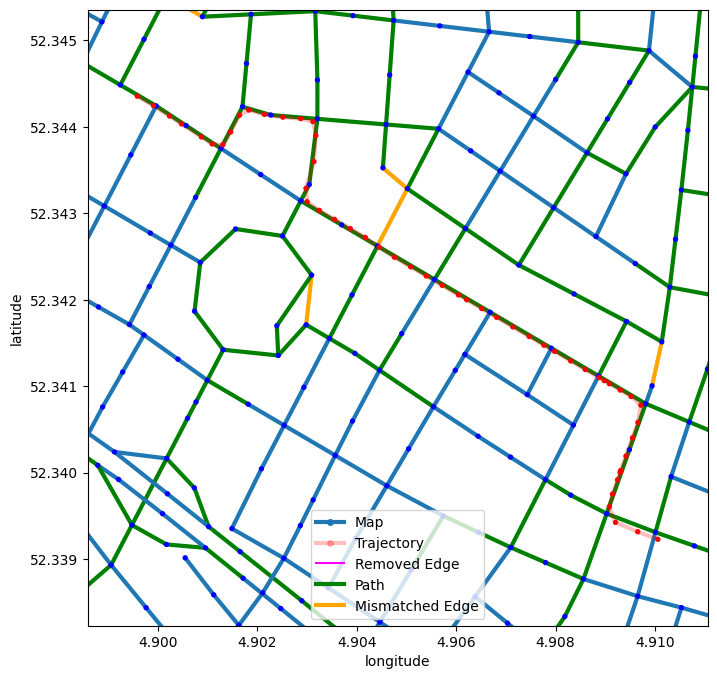 52.345
52.344
52.343
52.342
52.341
52.340
52.339
latitude
Map
Trajectory
Removed Edge
Path
Mismatched Edge
4.900
4.902
4.904
4.906
4.908
4.910
longitude